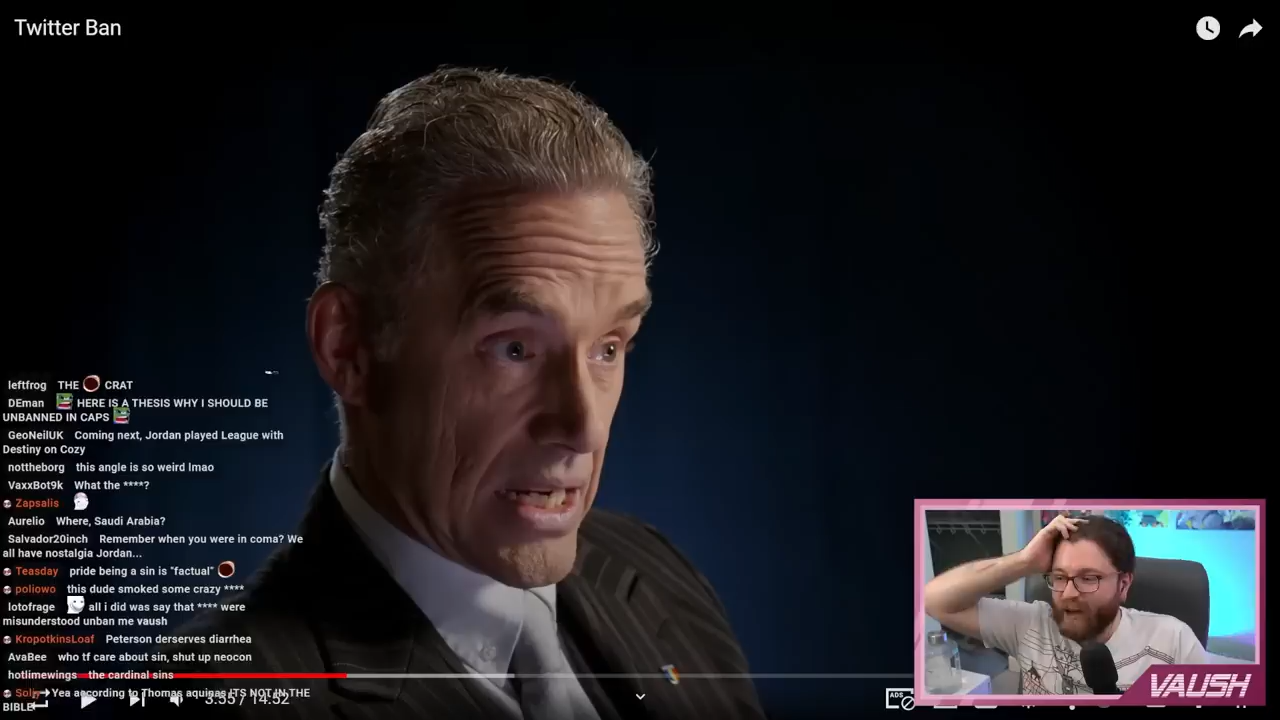 Twitter Ban
leftfrog THE CRAT
DEman HERE IS A THESIS WHY I SHOULD BE
UNBANNED IN CAPS
GeoNeilUK Coming next, Jordan played League with
Destiny on Cozy
nottheborg this angle is so weird lmao
VaxxBot9k What the ****?
Zapsalis
Aurelio Where, Saudi Arabia?
Salvador20inch Remember when you were in coma? We
all have nostalgia Jordan...
Teasday pride being a sin is "factual"
poliowo this dude smoked some crazy ****
lotofrage all i did was say that **** were
misunderstood unban me vaush
KropotkinsLoaf Peterson deserves diarrhea
AvaBee who tf care about sin, shut up neocon
hotlimewings the cardinal sins
Yea according to Thomas aquinas ITS NOT IN THE
BIBLE
3:55 / 14:52
ADS
VAUSH